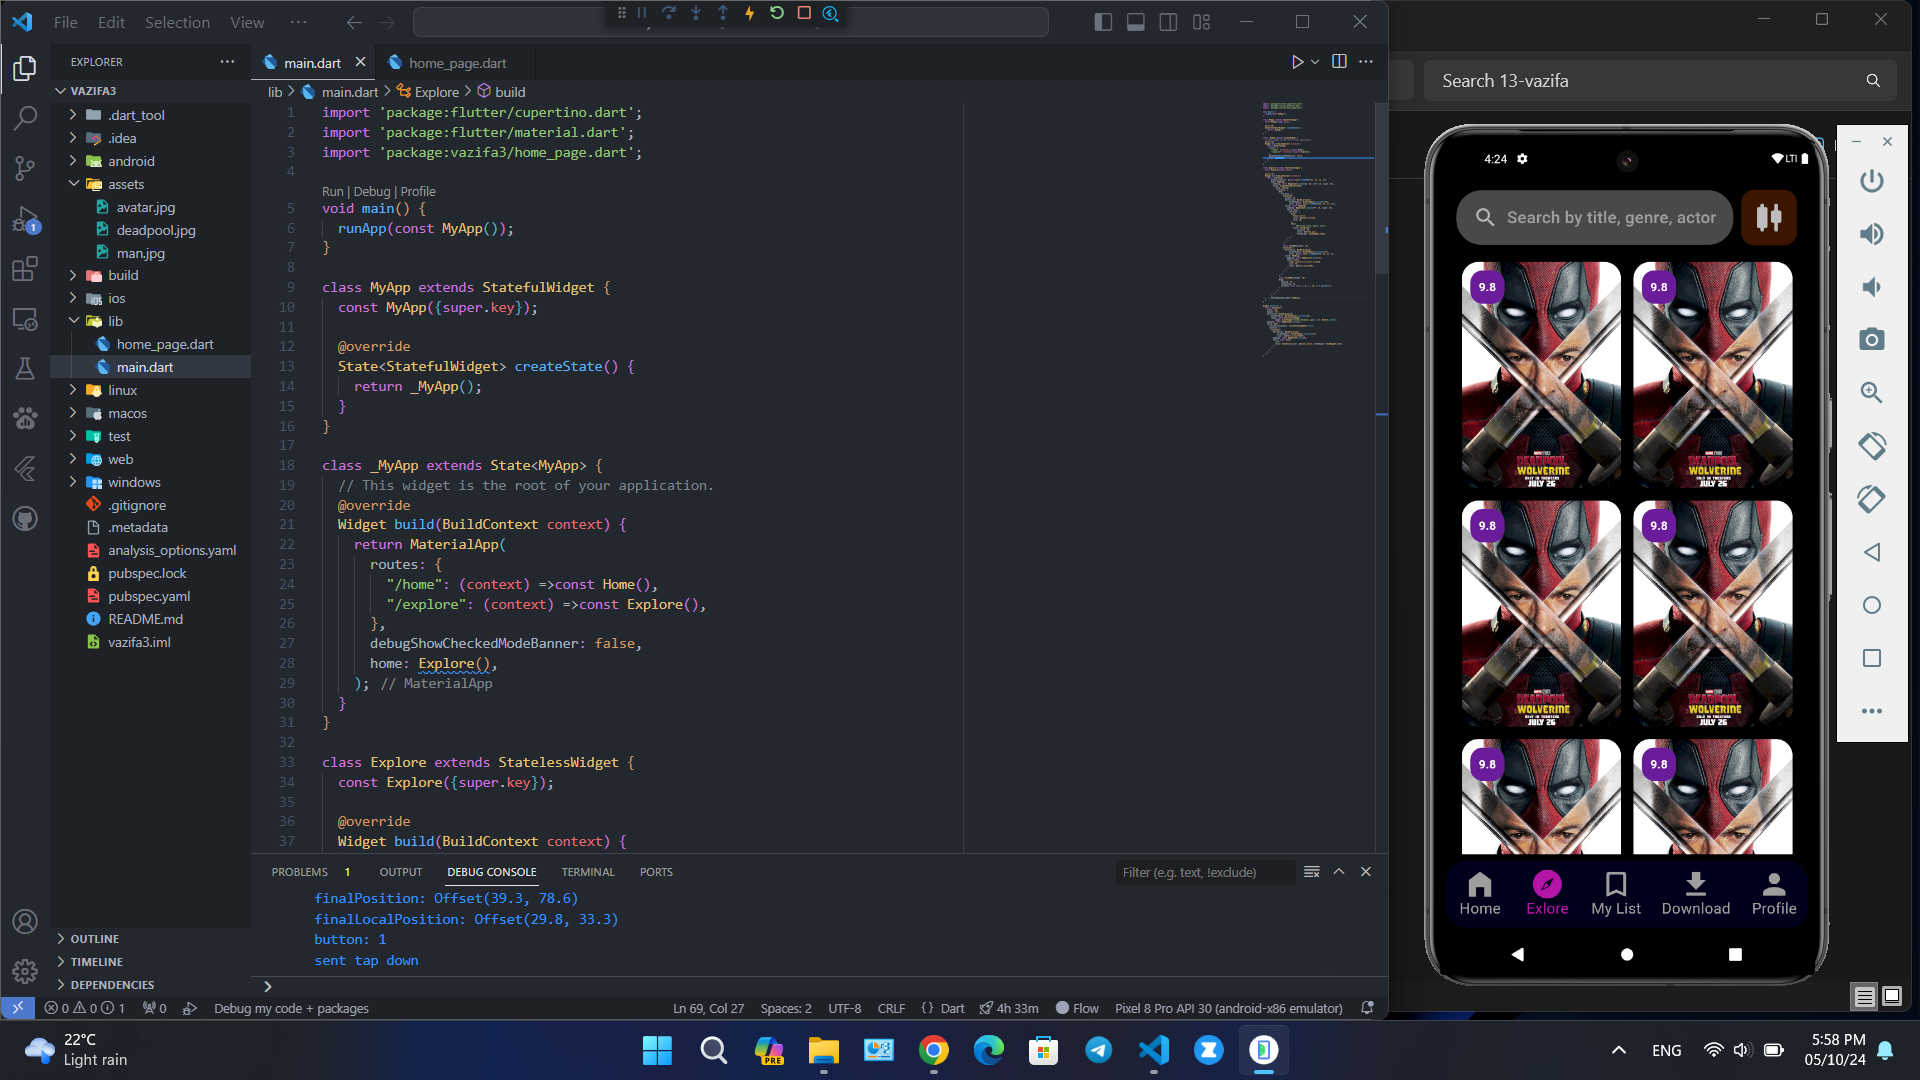 File Edit Selection View
EXPLORER
VAZIFA3
.dart_tool
.idea
android
assets
avatar.jpg
deadpool.jpg
man.jpg
build
ios
lib
home_page.dart
main.dart
linux
macos
test
web
windows
.gitignore
.metadata
analysis_options.yaml
pubspec.lock
pubspec.yaml
README.md
vazifa3.iml
OUTLINE
TIMELINE
DEPENDENCIES
main.dart home_page.dart
lib main.dart Explore build
1 import 'package:flutter/cupertino.dart';
2 import 'package:flutter/material.dart';
3 import 'package:vazifa3/home_page.dart';
4
Run | Debug | Profile
5 void main() {
6 runApp(const MyApp());
7 }
8
9 class MyApp extends StatefulWidget {
10 const MyApp({super.key});
11
12 @override
13 State<StatefulWidget> createState() {
14 return _MyApp();
15 }
16 }
17
18 class _MyApp extends State<MyApp> {
19 // This widget is the root of your application.
20 @override
21 Widget build(BuildContext context) {
22 return MaterialApp(
23 routes: {
24 "/home": (context) =>const Home(),
25 "/explore": (context) =>const Explore(),
26 },
27 debugShowCheckedModeBanner: false,
28 home: Explore(),
29 ); // MaterialApp
30 }
31 }
32
33 class Explore extends StatelessWidget {
34 const Explore({super.key});
35
36 @override
37 Widget build(BuildContext context) {
PROBLEMS 1 OUTPUT DEBUG CONSOLE TERMINAL PORTS
Filter (e.g. text, !exclude)
finalPosition: Offset(39.3, 78.6)
finalLocalPosition: Offset(29.8, 33.3)
button: 1
sent tap down
0 0 1 0 Debug my code + packages
Ln 69, Col 27 Spaces: 2 UTF-8 CRLF {} Dart 4h 33m Flow Pixel 8 Pro API 30 (android-x86 emulator)
1
Search 13-vazifa
4:24 LTE
Search by title, genre, actor
9.8 9.8
DEADPOOL DEADPOOL
WOLVERINE WOLVERINE
JULY 26 JULY 26
9.8 9.8
DEADPOOL DEADPOOL
WOLVERINE WOLVERINE
JULY 26 JULY 26
9.8 9.8
Home Exlore My List Download Profile
22°C
Light rain
PRE
ENG
5:58 PM
05/10/24